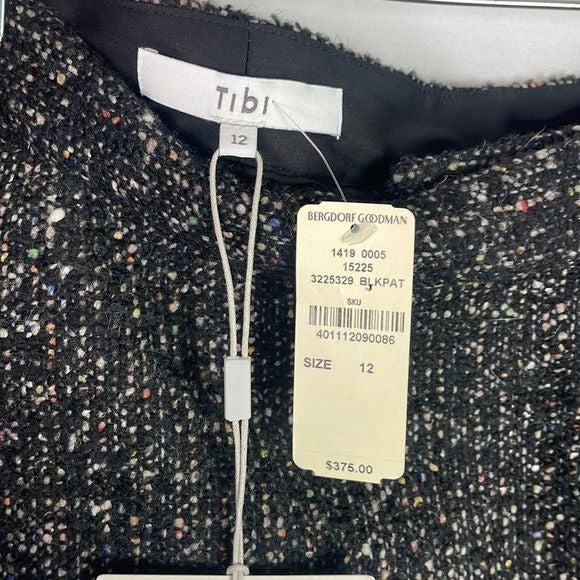 Tibi
12
BERGDORF GOODMAN
1419 0005
15225
3225329 BLKPAT
SKU
401112090086
SIZE 12
$375.00